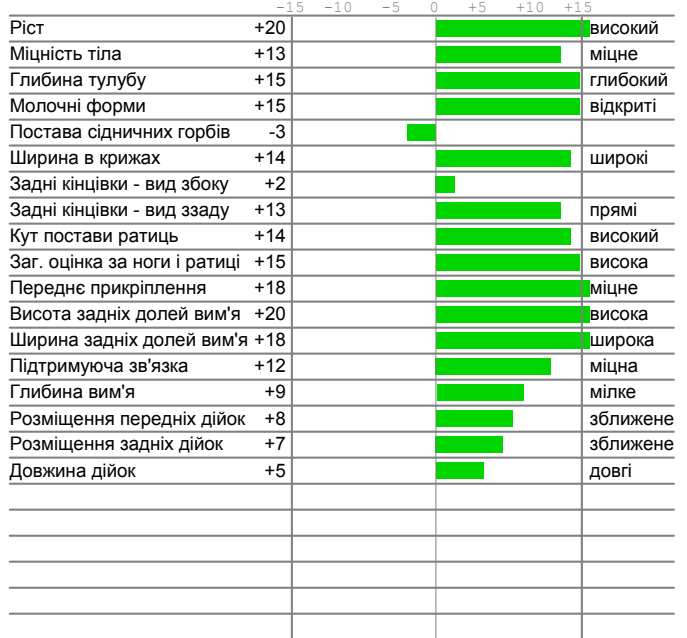 -15 -10 -5 0 +5 +10 +15
Ріст +20 високий
Міцність тіла +13 міцне
Глибина тулубу +15 глибокий
Молочні форми +15 відкриті
Постава сідничних горбів -3
Ширина в крижах +14 широкі
Задні кінцівки - вид збоку +2
Задні кінцівки - вид ззаду +13 прямі
Кут постави ратиць +14 високий
Заг. оцінка за ноги і ратиці +15 висока
Переднє прикріплення +18 міцне
Висота задніх долей вим'я +20 висока
Ширина задніх долей вим'я +18 широка
Підтримуюча зв'язка +12 міцна
Глибина вим'я +9 мілке
Розміщення передніх дійок +8 зближене
Розміщення задніх дійок +7 зближене
Довжина дійок +5 довгі